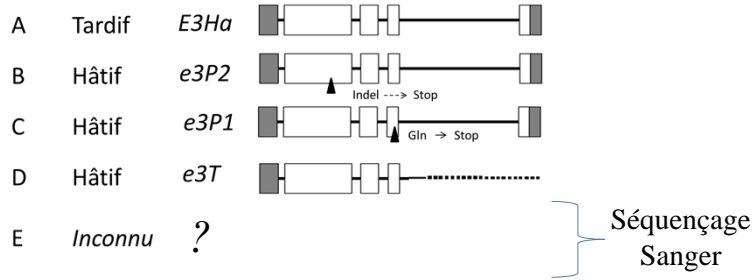 A Tardif E3Ha
B Hâtif e3P2
Indel ---> Stop
C Hâtif e3P1
Gln → Stop
D Hâtif e3T
E Inconnu ?
Séquençage
Sanger